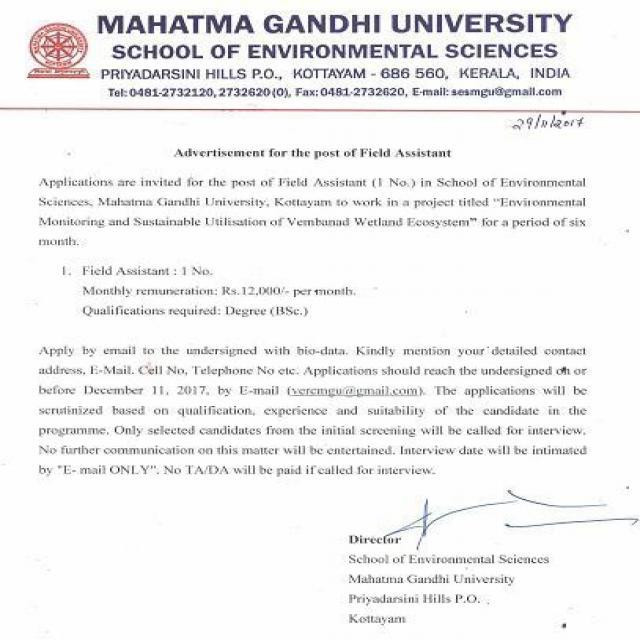 MAHATMA GANDHI UNIVERSITY
SCHOOL OF ENVIRONMENTAL SCIENCES
PRIYADARSINI HILLS P.O., KOTTAYAM - 686 560, KERALA, INDIA
Tel: 0481-2732120, 2732620 (O), Fax: 0481-2732620, E-mail: sesmgu@gmail.com
29/11/2017
Advertisement for the post of Field Assistant
Applications are invited for the post of Field Assistant (1 No.) in School of Environmental
Sciences, Mahatma Gandhi University, Kottayam to work in a project titled “Environmental
Monitoring and Sustainable Utilisation of Vembanad Wetland Ecosystem” for a period of six
month.
1. Field Assistant : 1 No.
Monthly remuneration: Rs.12,000/- per month.
Qualifications required: Degree (BSc.)
Apply by email to the undersigned with bio-data. Kindly mention your detailed contact
address, E-Mail. Cell No, Telephone No etc. Applications should reach the undersigned on or
before December 11, 2017, by E-mail (vercmgu@gmail.com). The applications will be
scrutinized based on qualification, experience and suitability of the candidate in the
programme. Only selected candidates from the initial screening will be called for interview.
No further communication on this matter will be entertained. Interview date will be intimated
by "E- mail ONLY". No TA/DA will be paid if called for interview.
Director
School of Environmental Sciences
Mahatma Gandhi University
Priyadarsini Hills P.O.
Kottayam